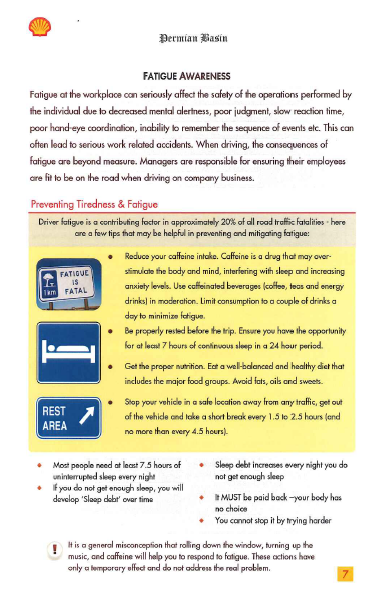 Permian Basin
FATIGUE AWARENESS
Fatigue at the workplace can seriously affect the safety of the operations performed by
the individual due to decreased mental alertness, poor judgment, slow reaction time,
poor hand-eye coordination, inability to remember the sequence of events etc. This can
often lead to serious work related accidents. When driving, the consequences of
fatigue are beyond measure. Managers are responsible for ensuring their employees
are fit to be on the road when driving on company business.
Preventing Tiredness & Fatigue
Driver fatigue is a contributing factor in approximately 20% of all road traffic fatalities - here
are a few tips that may be helpful in preventing and mitigating fatigue:
FATIGUE
IS
FATAL
1km
• Reduce your caffeine intake. Caffeine is a drug that may over-
stimulate the body and mind, interfering with sleep and increasing
anxiety levels. Use caffeinated beverages (coffee, teas and energy
drinks) in moderation. Limit consumption to a couple of drinks a
day to minimize fatigue.
• Be properly rested before the trip. Ensure you have the opportunity
for at least 7 hours of continuous sleep in a 24 hour period.
• Get the proper nutrition. Eat a well-balanced and healthy diet that
includes the major food groups. Avoid fats, oils and sweets.
REST
AREA
• Stop your vehicle in a safe location away from any traffic, get out
of the vehicle and take a short break every 1.5 to 2.5 hours (and
no more than every 4.5 hours).
Most people need at least 7.5 hours of
uninterrupted sleep every night
If you do not get enough sleep, you will
develop 'Sleep debt' over time
Sleep debt increases every night you do
not get enough sleep
It MUST be paid back –your body has
no choice
You cannot stop it by trying harder
!
It is a general misconception that rolling down the window, turning up the
music, and caffeine will help you to respond to fatigue. These actions have
only a temporary effect and do not address the real problem.
7